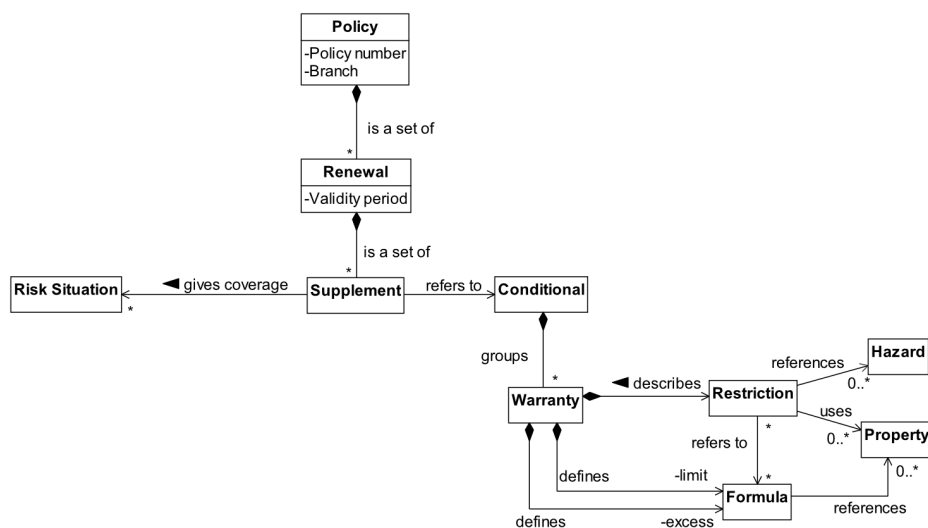 Policy
-Policy number
-Branch
is a set of
*
Renewal
-Validity period
is a set of
*
Risk Situation
*
gives coverage
Supplement
refers to
Conditional
groups
*
Warranty
describes
Restriction
references
Hazard
0..*
uses
0..*
Property
*
refers to
*
defines
-limit
Formula
references
0..*
defines
-excess